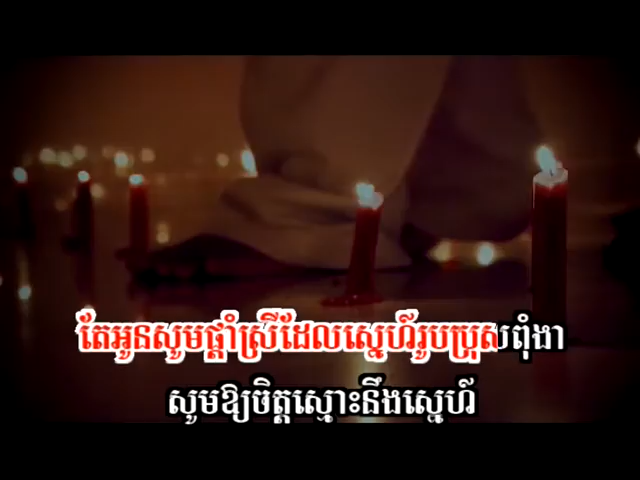 តែអូនសូមផ្ដាំស្រីដែលស្នេហ៍រូបប្រុសពុំងា
សូមឱ្យចិត្តស្មោះនឹងស្នេហ៍